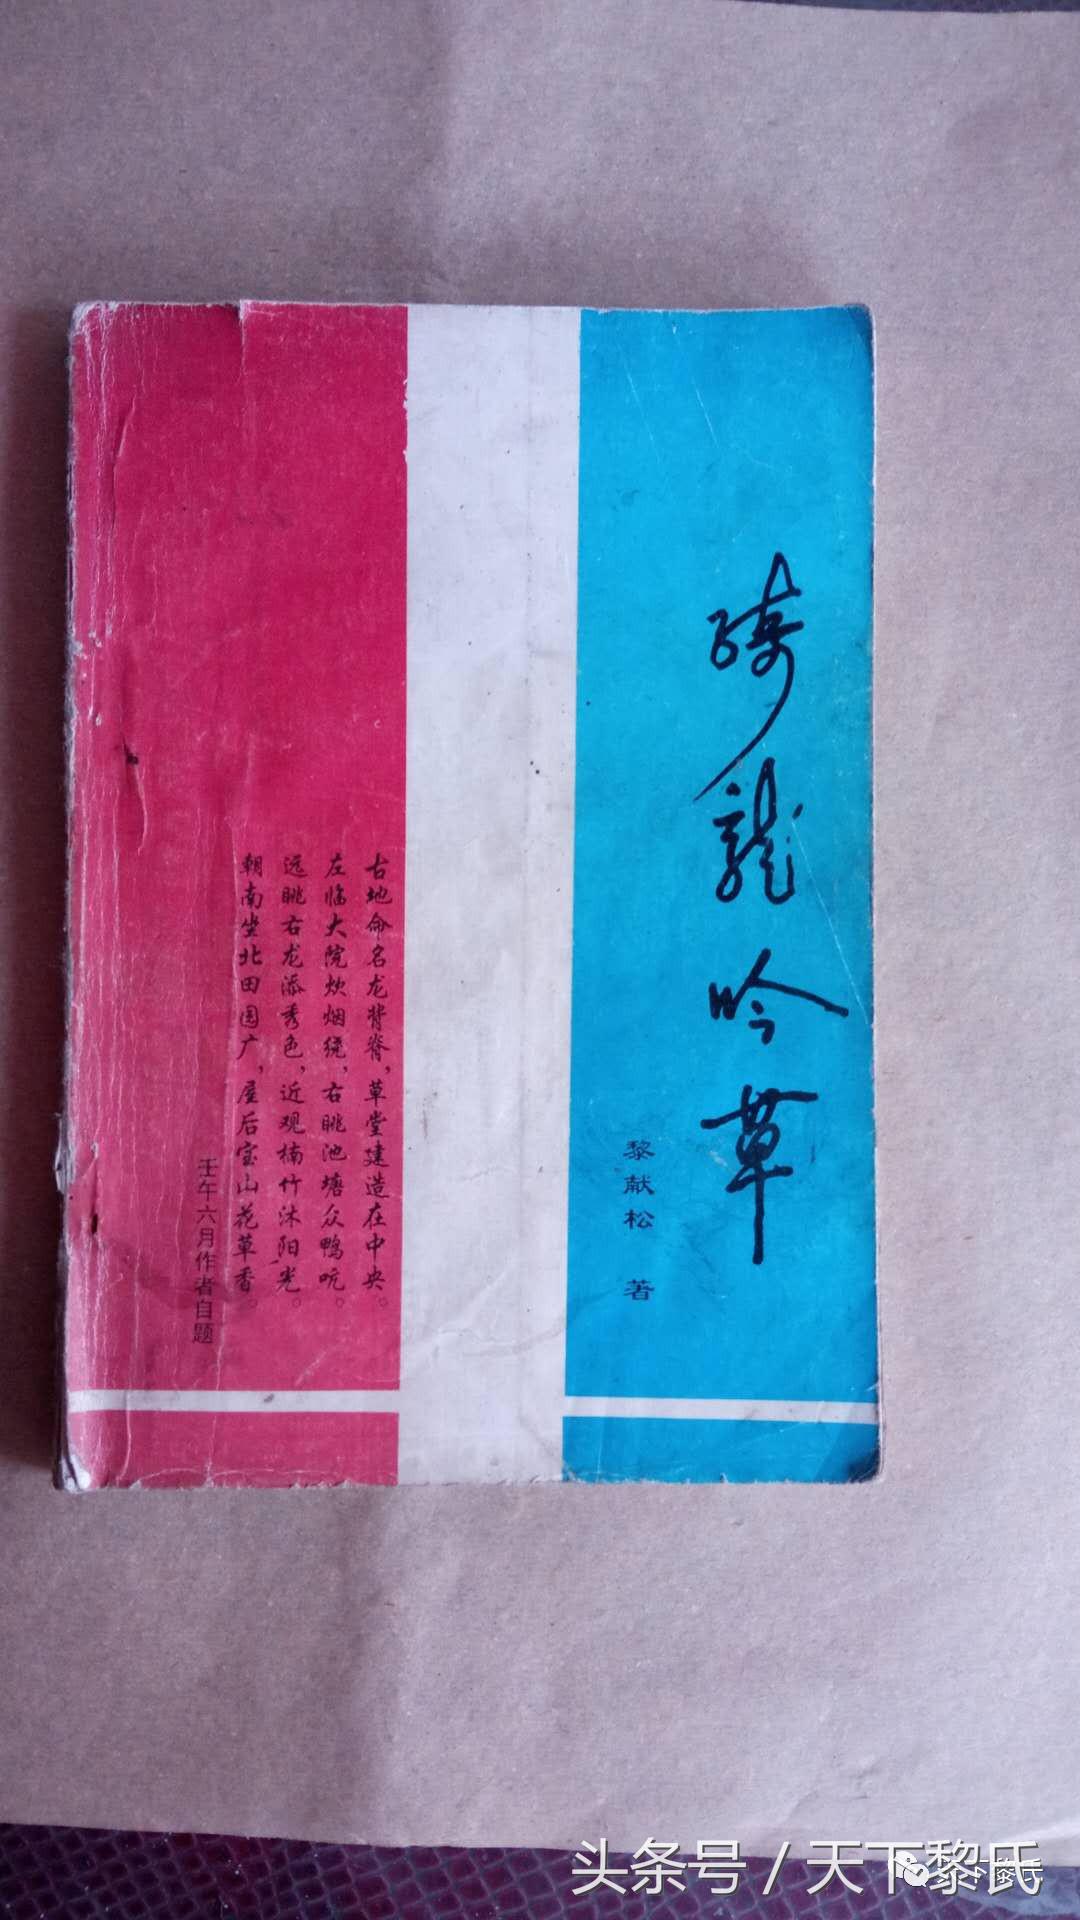 骑龙吟草
黎献松 著
古地命名龙背脊,草堂建造在中央。
左临大院炊烟绕,右眺池塘众鸭吭。
远眺右龙添秀色,近观楠竹沐阳光。
朝南坐北田园广,屋后宝山花草香。
壬午六月作者自题
头条号 / 天下黎氏